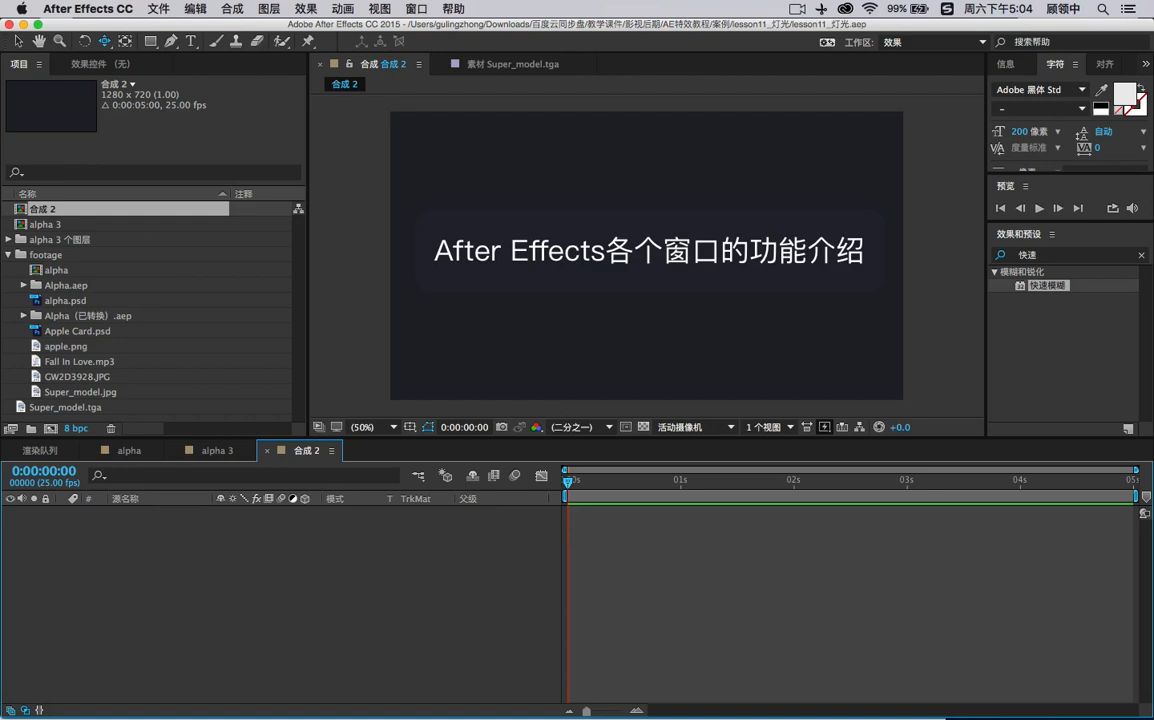 After Effects CC 文件 编辑 合成 图层 效果 动画 视图 窗口 帮助 99% 周六下午5:04 顾领中
Adobe After Effects CC 2015 - /Users/gulingzhong/Downloads/百度云同步盘/教学课件/影视后期/AE特效教程/案例/lesson11_灯光/lesson11_灯光.aep
工作区: 效果 搜索帮助
项目 效果控件 (无) 合成 合成 2 素材 Super_model.tga 信息 字符 对齐
合成 2
1280 x 720 (1.00)
Δ 0:00:05:00, 25.00 fps
合成 2
Adobe 黑体 Std
-
200 像素 自动
度量标准 0
像素
预览
效果和预设
快速
模糊和锐化
快速模糊
名称 注释
合成 2
alpha 3
alpha 3 个图层
footage
alpha
Alpha.aep
alpha.psd
Alpha（已转换）.aep
Apple Card.psd
apple.png
Fall In Love.mp3
GW2D3928.JPG
Super_model.jpg
Super_model.tga
8 bpc
After Effects各个窗口的功能介绍
(50%) 0:00:00:00 (二分之一) 活动摄像机 1 个视图 +0.0
渲染队列 alpha alpha 3 合成 2
0:00:00:00
00000 (25.00 fps)
# 源名称 模式 T TrkMat 父级
00s 01s 02s 03s 04s 05s